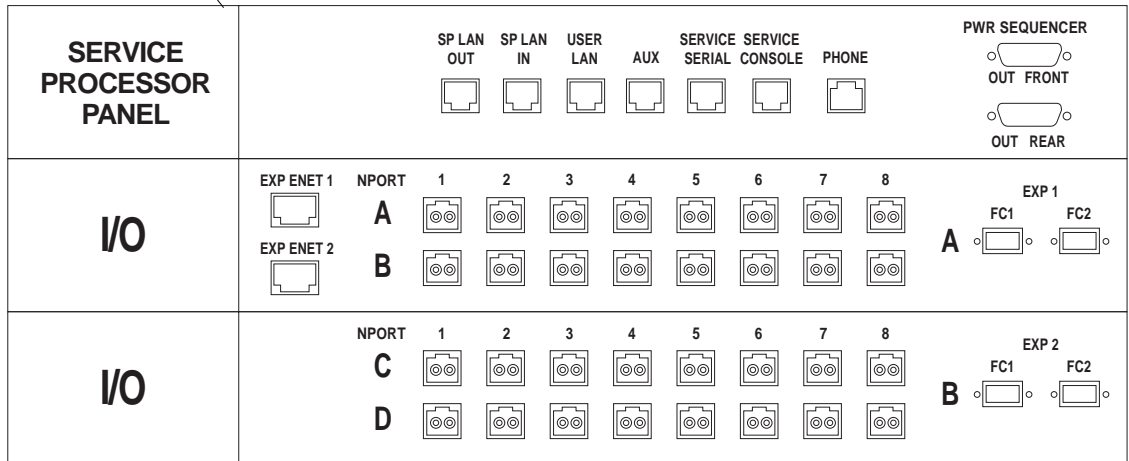 SERVICE
PROCESSOR
PANEL
SP LAN
OUT
SP LAN
IN
USER
LAN
AUX
SERVICE
SERIAL
SERVICE
CONSOLE
PHONE
PWR SEQUENCER
OUT FRONT
OUT REAR
I/O
EXP ENET 1
EXP ENET 2
NPORT 1 2 3 4 5 6 7 8
A
B
EXP 1
FC1 FC2
A
I/O
NPORT 1 2 3 4 5 6 7 8
C
D
EXP 2
FC1 FC2
B